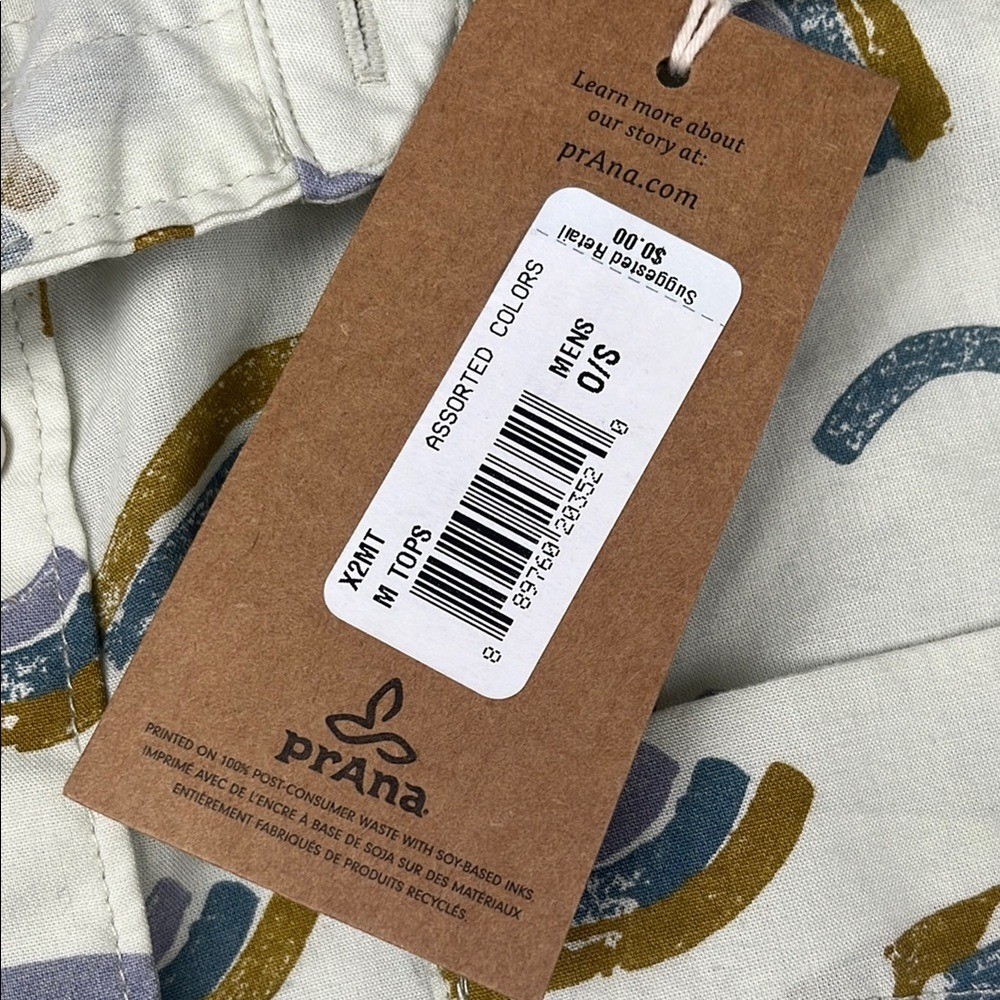 Learn more about
our story at:
prAna.com
Suggested Retail
$0.00
ASSORTED COLORS
MENS
O/S
X2MT
M TOPS
8 89760 20352 0
prAna
PRINTED ON 100% POST-CONSUMER WASTE WITH SOY-BASED INKS.
IMPRIMÉ AVEC DE L'ENCRE À BASE DE SOJA SUR DES MATÉRIAUX
ENTIÈREMENT FABRIQUÉS DE PRODUITS RECYCLÉS.